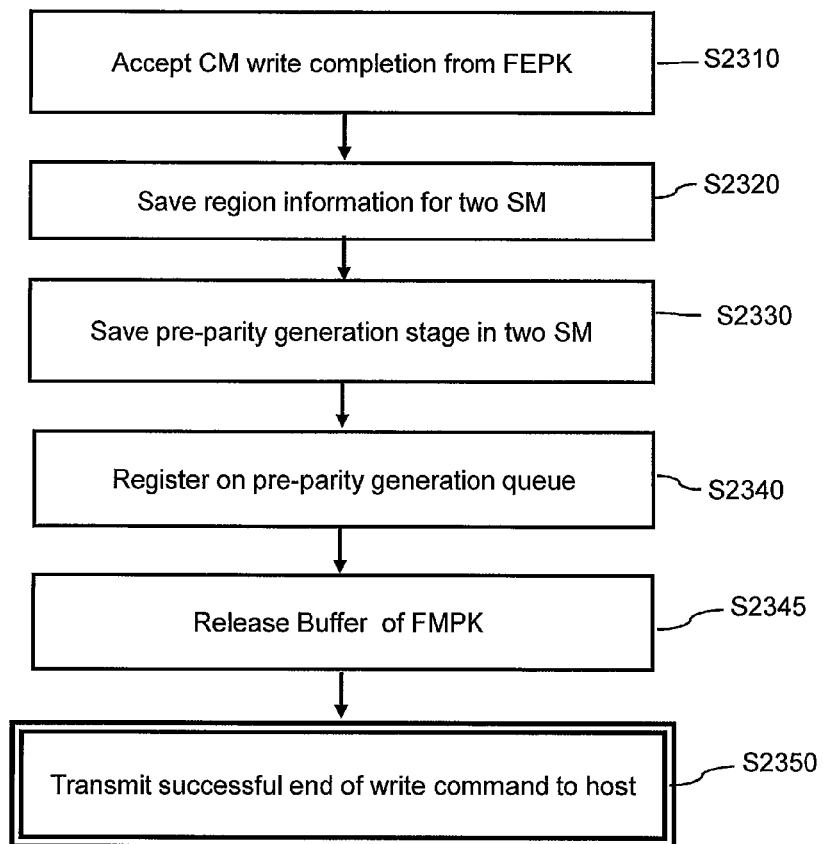 Accept CM write completion from FEPK
S2310
Save region information for two SM
S2320
Save pre-parity generation stage in two SM
S2330
Register on pre-parity generation queue
S2340
Release Buffer of FMPK
S2345
Transmit successful end of write command to host
S2350